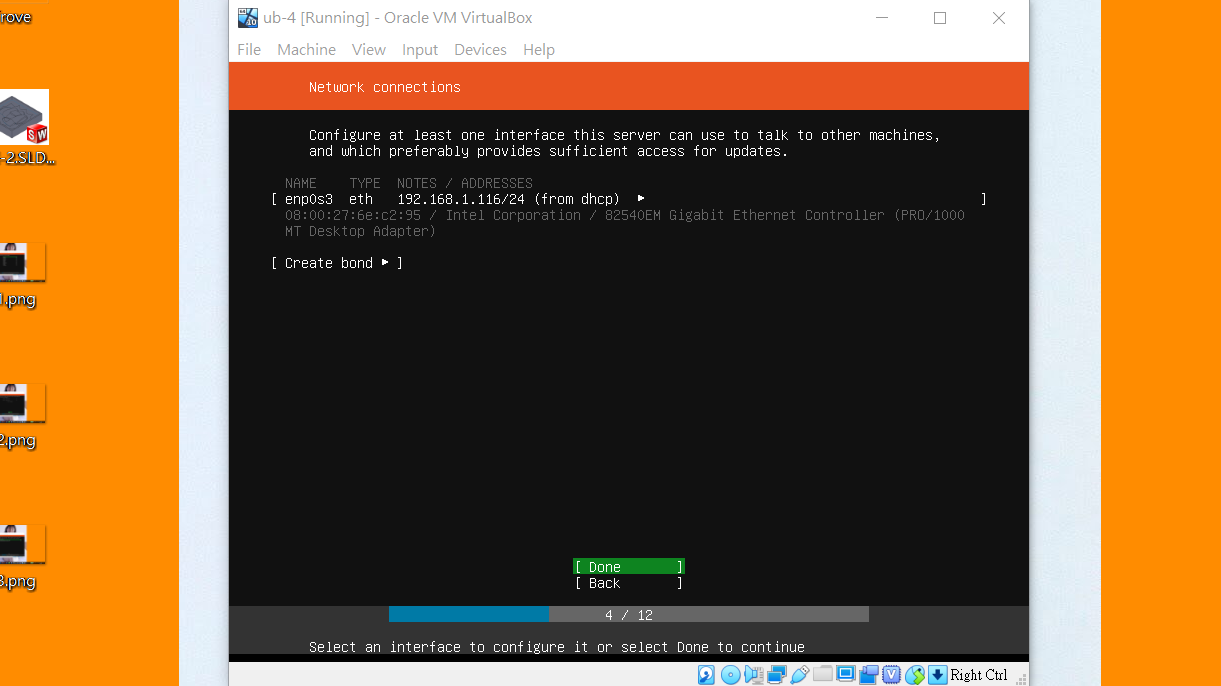 rove
-2.SLD...
1.png
2.png
3.png
ub-4 [Running] - Oracle VM VirtualBox
File Machine View Input Devices Help
Network connections
Configure at least one interface this server can use to talk to other machines,
and which preferably provides sufficient access for updates.
NAME TYPE NOTES / ADDRESSES
[ enp0s3 eth 192.168.1.116/24 (from dhcp) ▸ ]
08:00:27:6e:c2:95 / Intel Corporation / 82540EM Gigabit Ethernet Controller (PRO/1000
MT Desktop Adapter)
[ Create bond ▸ ]
[ Done ]
[ Back ]
4 / 12
Select an interface to configure it or select Done to continue
Right Ctrl